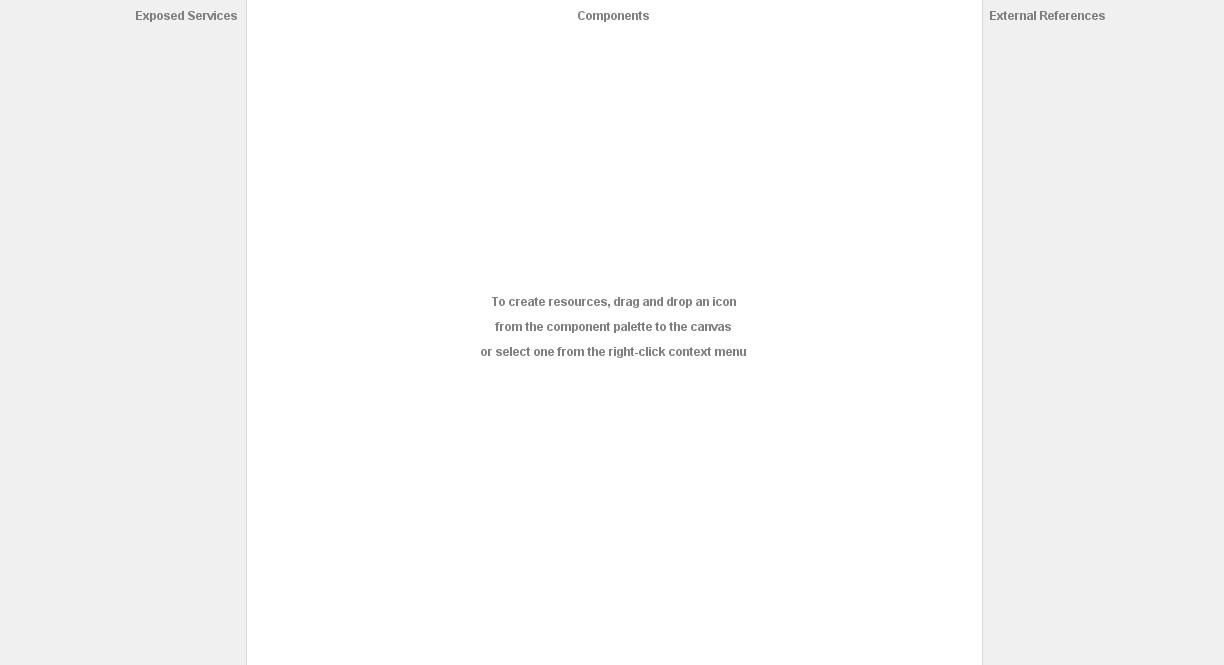 Exposed Services
Components
External References
To create resources, drag and drop an icon
from the component palette to the canvas
or select one from the right-click context menu